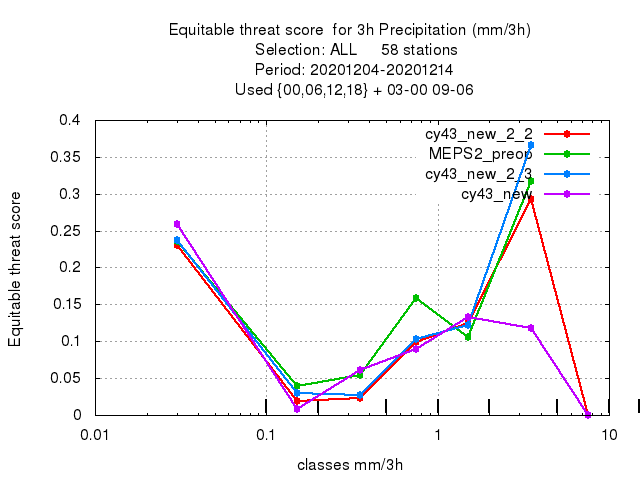 Equitable threat score  for 3h Precipitation (mm/3h)
Selection: ALL     58 stations
Period: 20201204-20201214
Used {00,06,12,18} + 03-00 09-06
Equitable threat score
0.4
0.35
0.3
0.25
0.2
0.15
0.1
0.05
0
cy43_new_2_2
MEPS2_preop
cy43_new_2_3
cy43_new
0.01
0.1
1
10
classes mm/3h